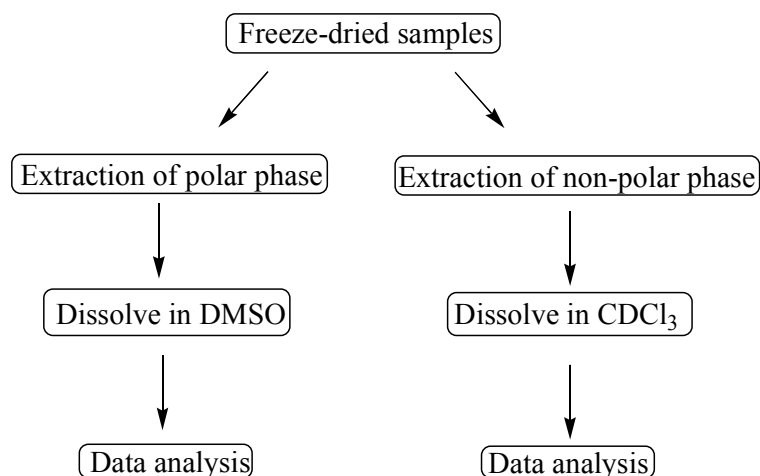 Freeze-dried samples
Extraction of polar phase
Extraction of non-polar phase
Dissolve in DMSO
Dissolve in CDCl₃
Data analysis
Data analysis